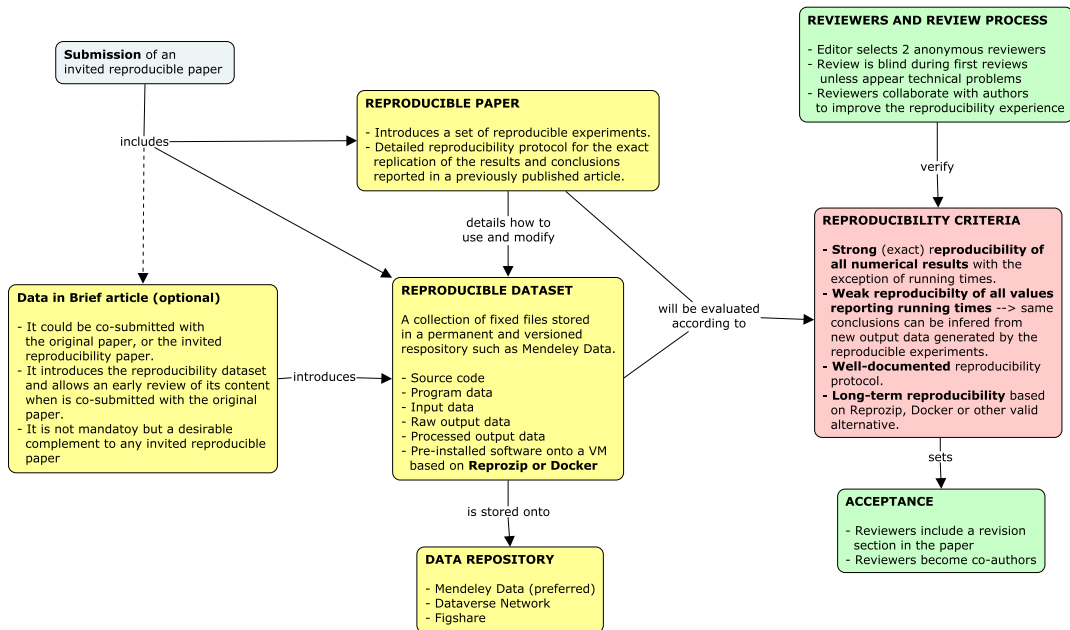 Submission of an
invited reproducible paper
includes
REPRODUCIBLE PAPER
- Introduces a set of reproducible experiments.
- Detailed reproducibility protocol for the exact
replication of the results and conclusions
reported in a previously published article.
details how to
use and modify
Data in Brief article (optional)
- It could be co-submitted with
the original paper, or the invited
reproducibility paper.
- It introduces the reproducibility dataset
and allows an early review of its content
when is co-submitted with the original
paper.
- It is not mandatoy but a desirable
complement to any invited reproducible
paper
introduces
REPRODUCIBLE DATASET
A collection of fixed files stored
in a permanent and versioned
respository such as Mendeley Data.
- Source code
- Program data
- Input data
- Raw output data
- Processed output data
- Pre-installed software onto a VM
based on Reprozip or Docker
is stored onto
DATA REPOSITORY
- Mendeley Data (preferred)
- Dataverse Network
- Figshare
will be evaluated
according to
REVIEWERS AND REVIEW PROCESS
- Editor selects 2 anonymous reviewers
- Review is blind during first reviews
unless appear technical problems
- Reviewers collaborate with authors
to improve the reproducibility experience
verify
REPRODUCIBILITY CRITERIA
- Strong (exact) reproducibility of
all numerical results with the
exception of running times.
- Weak reproducibilty of all values
reporting running times --> same
conclusions can be infered from
new output data generated by the
reproducible experiments.
- Well-documented reproducibility
protocol.
- Long-term reproducibility based
on Reprozip, Docker or other valid
alternative.
sets
ACCEPTANCE
- Reviewers include a revision
section in the paper
- Reviewers become co-authors